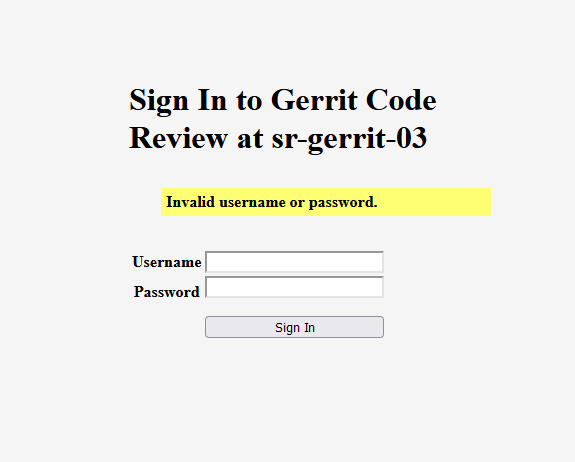 Sign In to Gerrit Code
Review at sr-gerrit-03
Invalid username or password.
Username
Password
Sign In